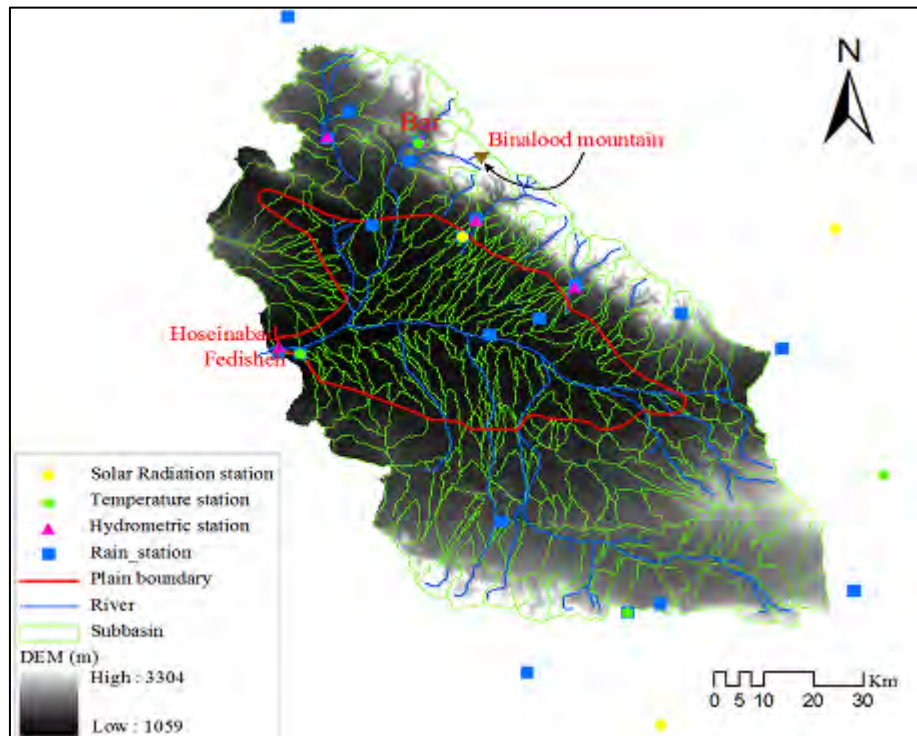 N
Bar
Binalood mountain
Hoseinabad
Fedisheh
Solar Radiation station
Temperature station
Hydrometric station
Rain_station
Plain boundary
River
Subbasin
DEM (m)
High : 3304
Low : 1059
Km
0 5 10 20 30